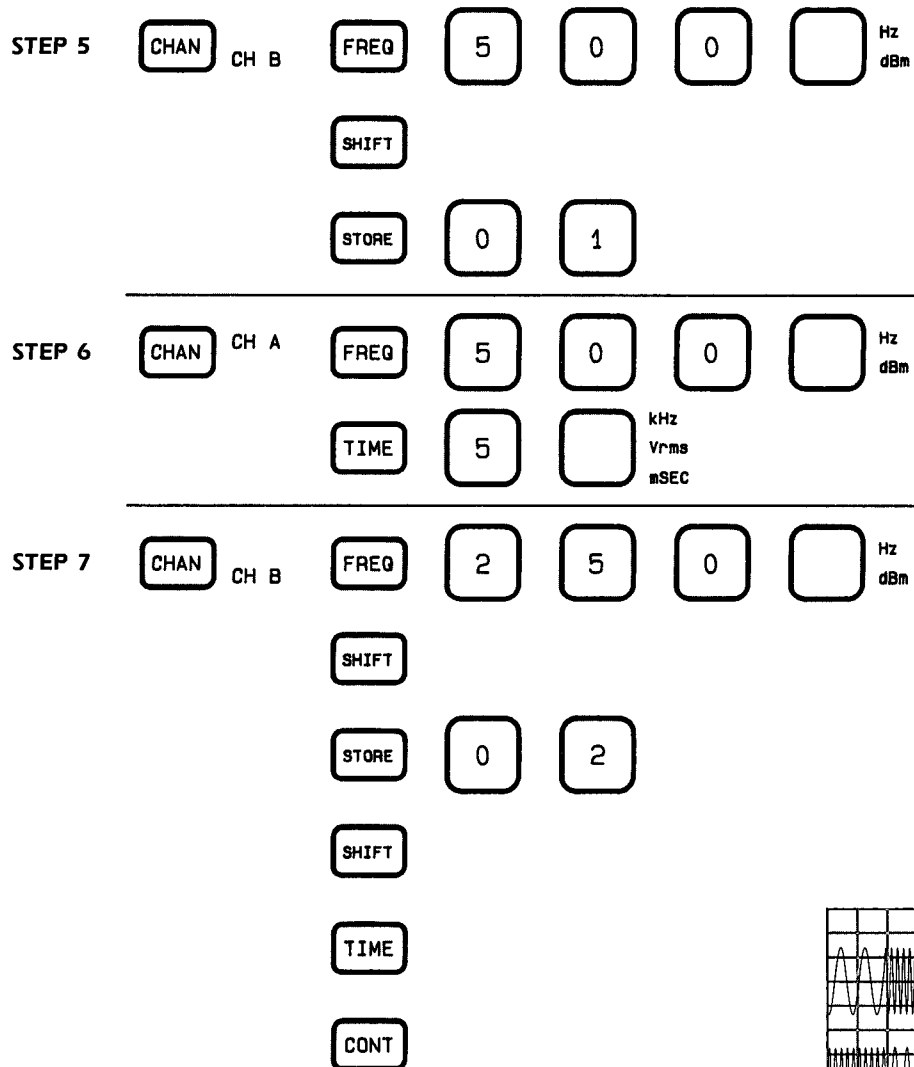 STEP 5 CHAN CH B FREQ 5 0 0 Hz
dBm
SHIFT
STORE 0 1
STEP 6 CHAN CH A FREQ 5 0 0 Hz
dBm
TIME 5 kHz
Vrms
mSEC
STEP 7 CHAN CH B FREQ 2 5 0 Hz
dBm
SHIFT
STORE 0 2
SHIFT
TIME
CONT